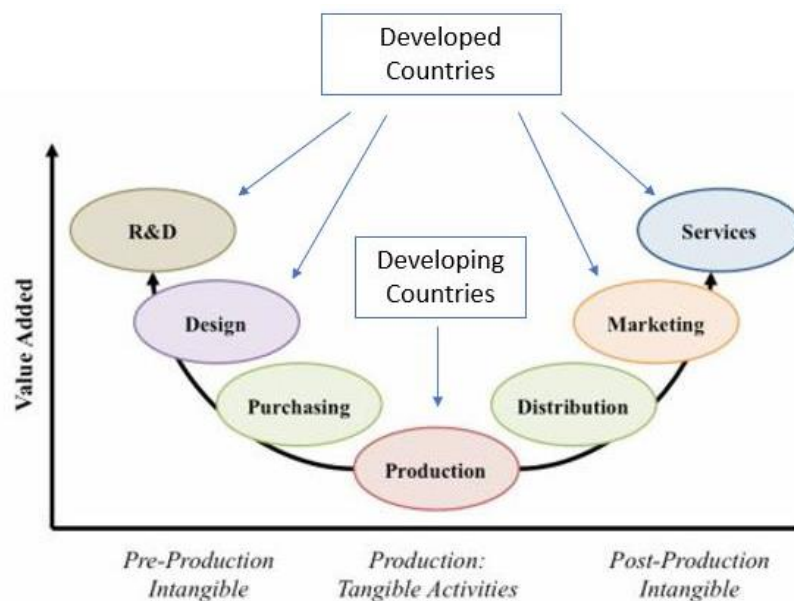 Developed
Countries
R&D
Services
Developing
Countries
Design
Marketing
Purchasing
Distribution
Production
Value Added
Pre-Production
Intangible
Production:
Tangible Activities
Post-Production
Intangible